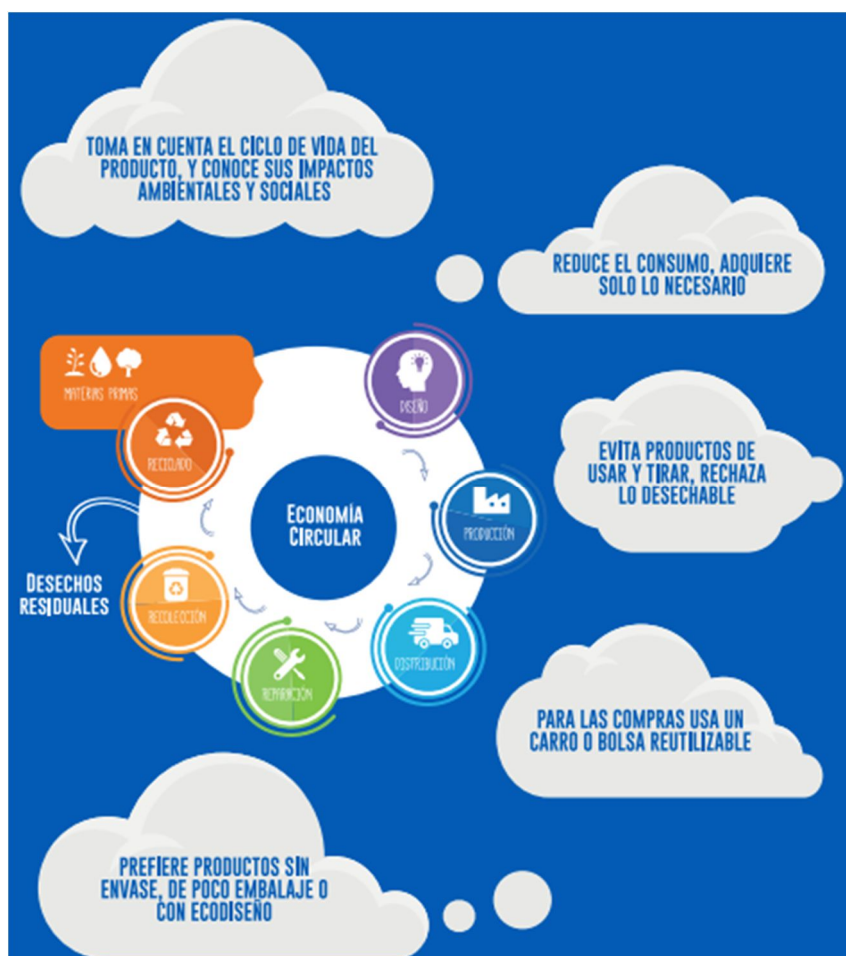 TOMA EN CUENTA EL CICLO DE VIDA DEL
PRODUCTO, Y CONOCE SUS IMPACTOS
AMBIENTALES Y SOCIALES
REDUCE EL CONSUMO, ADQUIERE
SOLO LO NECESARIO
MATERIAS PRIMAS
DISEÑO
RECICLADO
EVITA PRODUCTOS DE
USAR Y TIRAR, RECHAZA
LO DESECHABLE
ECONOMÍA
CIRCULAR
PRODUCCIÓN
DESECHOS
RESIDUALES
RECOLECCIÓN
DISTRIBUCIÓN
REPARACIÓN
PARA LAS COMPRAS USA UN
CARRO O BOLSA REUTILIZABLE
PREFIERE PRODUCTOS SIN
ENVASE, DE POCO EMBALAJE O
CON ECODISEÑO